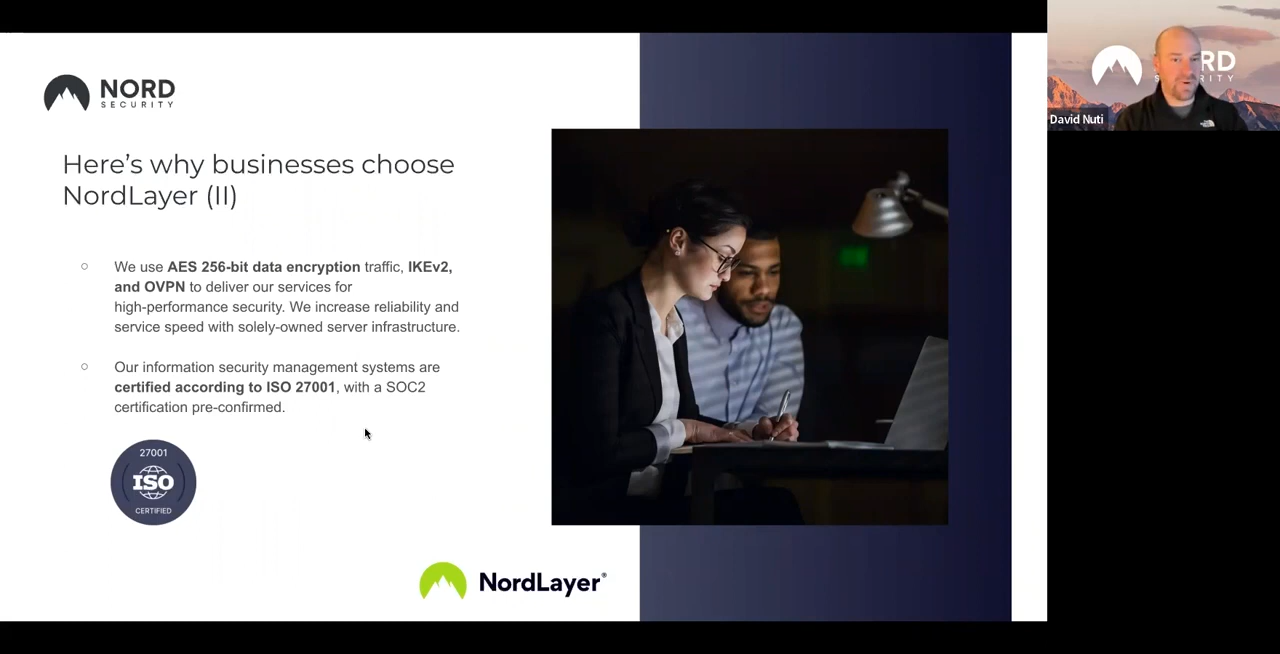 NORD
SECURITY
Here's why businesses choose
NordLayer (II)
We use AES 256-bit data encryption traffic, IKEv2,
and OVPN to deliver our services for
high-performance security. We increase reliability and
service speed with solely-owned server infrastructure.
Our information security management systems are
certified according to ISO 27001, with a SOC2
certification pre-confirmed.
27001
ISO
CERTIFIED
NordLayer®
RD
David Nuti